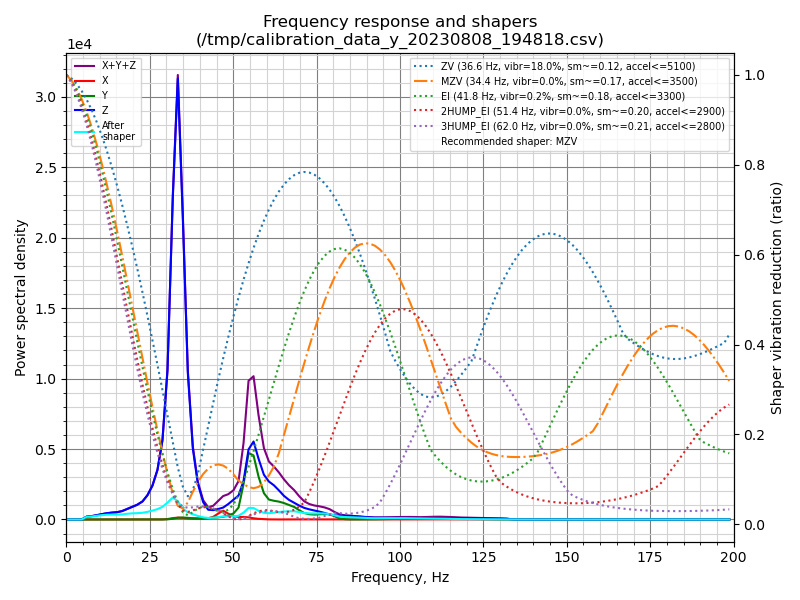 Frequency response and shapers
(/tmp/calibration_data_y_20230808_194818.csv)
1e4
X+Y+Z
X
Y
Z
After
shaper
ZV (36.6 Hz, vibr=18.0%, sm~=0.12, accel<=5100)
MZV (34.4 Hz, vibr=0.0%, sm~=0.17, accel<=3500)
EI (41.8 Hz, vibr=0.2%, sm~=0.18, accel<=3300)
2HUMP_EI (51.4 Hz, vibr=0.0%, sm~=0.20, accel<=2900)
3HUMP_EI (62.0 Hz, vibr=0.0%, sm~=0.21, accel<=2800)
Recommended shaper: MZV
Power spectral density
3.0
2.5
2.0
1.5
1.0
0.5
0.0
1.0
0.8
0.6
0.4
0.2
0.0
Shaper vibration reduction (ratio)
0 25 50 75 100 125 150 175 200
Frequency, Hz